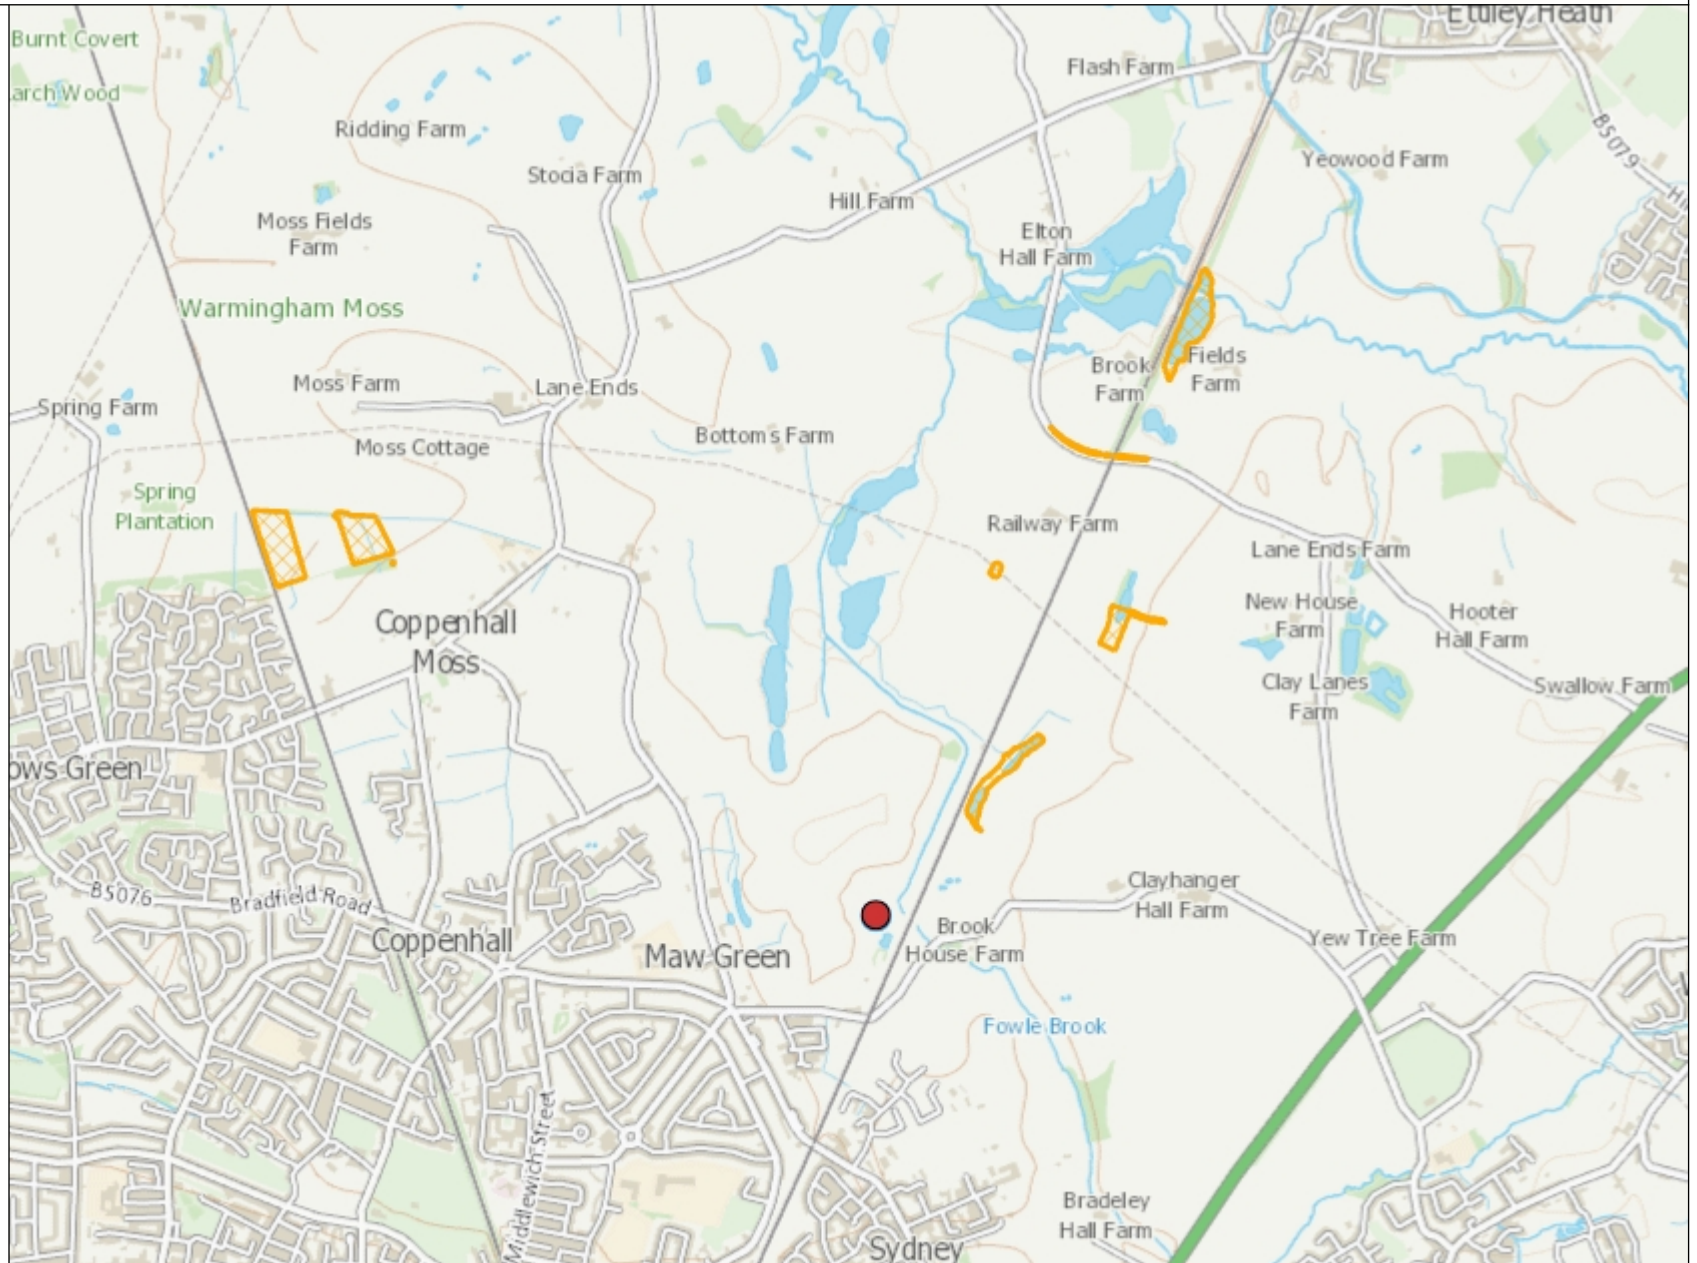 Ettiley Heath
Burnt Covert
Flash Farm
arch Wood
Ridding Farm
B5079
Yeowood Farm
Stocia Farm
Hill Farm
Moss Fields
Farm
Elton
Hall Farm
Warmingham Moss
Brook
Farm
Fields
Farm
Moss Farm
Lane Ends
Spring Farm
Bottom's Farm
Moss Cottage
Spring
Plantation
Railway Farm
Lane Ends Farm
New House
Farm
Hooter
Hall Farm
Coppenhall
Moss
Clay Lanes
Farm
Swallow Farm
ows Green
B5076
Bradfield Road
Clayhanger
Hall Farm
Coppenhall
Maw Green
Brook
House Farm
Yew Tree Farm
Fowle Brook
Middlewich Street
Bradeley
Hall Farm
Sydney